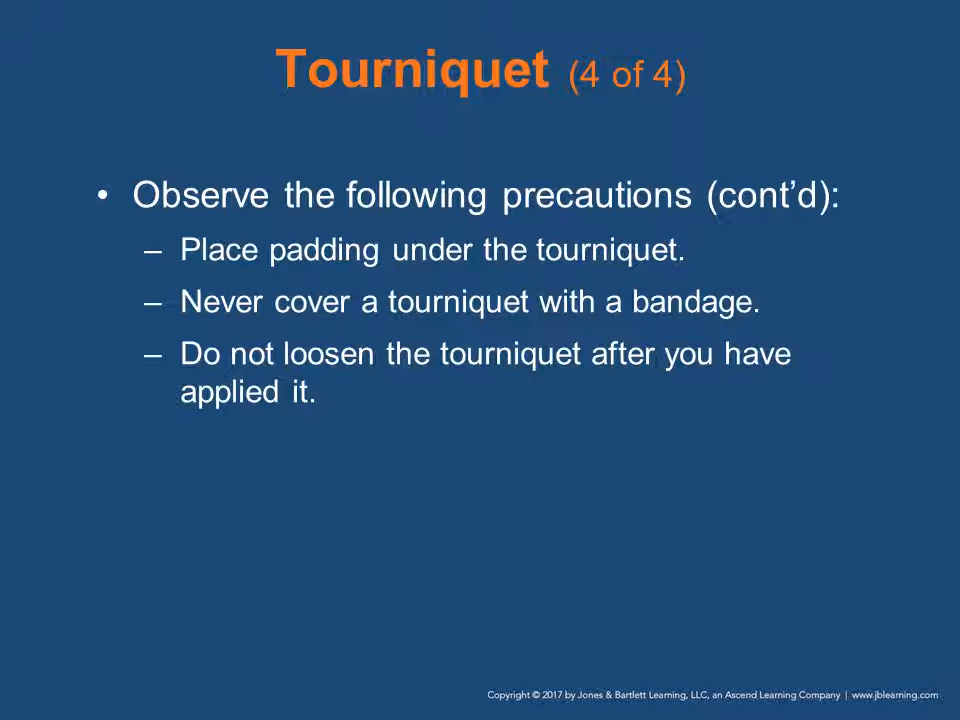 Tourniquet (4 of 4)
• Observe the following precautions (cont’d):
– Place padding under the tourniquet.
– Never cover a tourniquet with a bandage.
– Do not loosen the tourniquet after you have
applied it.
Copyright © 2017 by Jones & Bartlett Learning, LLC, an Ascend Learning Company | www.jblearning.com